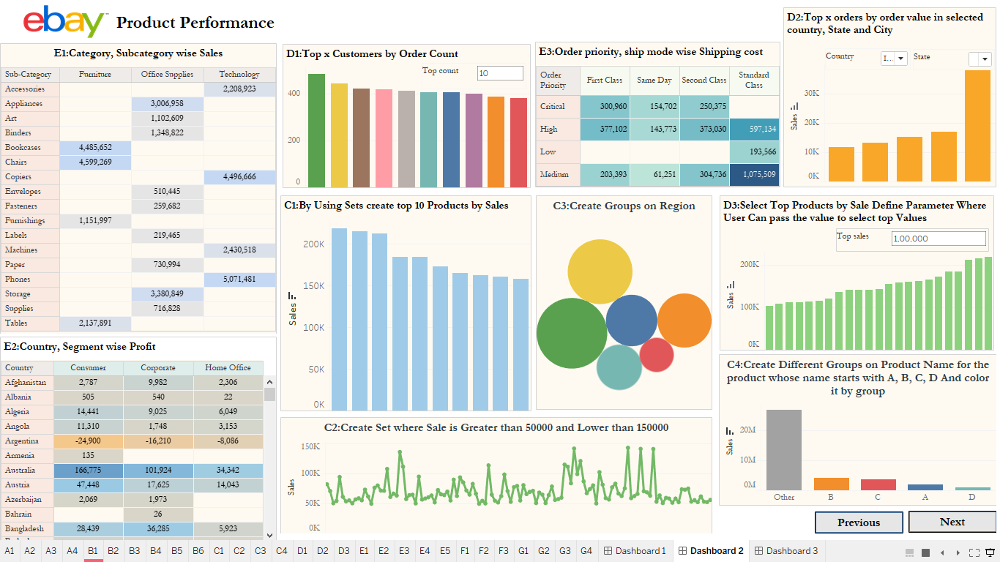 ebay™ Product Performance
E1:Category, Subcategory wise Sales
Sub-Category Furniture Office Supplies Technology
Accessories 2,208,923
Appliances 3,006,958
Art 1,102,609
Binders 1,348,822
Bookcases 4,485,652
Chairs 4,599,269
Copiers 4,496,666
Envelopes 510,445
Fasteners 259,682
Furnishings 1,151,997
Labels 219,465
Machines 2,430,518
Paper 730,994
Phones 5,071,481
Storage 3,380,849
Supplies 716,828
Tables 2,137,891
E2:Country, Segment wise Profit
Country Consumer Corporate Home Office
Afghanistan 2,787 9,982 2,306
Albania 505 540 22
Algeria 14,441 9,025 6,049
Angola 11,310 1,748 3,153
Argentina -24,900 -16,210 -8,086
Armenia 135
Australia 166,775 101,924 34,342
Austria 47,448 17,625 14,043
Azerbaijan 2,069 1,973
Bahrain 26
Bangladesh 28,439 36,285 5,923
D1:Top x Customers by Order Count
Top count 10
400
200
0
E3:Order priority, ship mode wise Shipping cost
Order
Priority First Class Same Day Second Class Standard
Class
Critical 300,960 154,702 250,375
High 377,102 143,773 373,030 597,134
Low 193,566
Medium 203,393 61,251 304,736 1,075,509
D2:Top x orders by order value in selected
country, State and City
Country I... State
Sales
30K
20K
10K
0K
C1:By Using Sets create top 10 Products by Sales
Sales
200K
150K
100K
50K
0K
C3:Create Groups on Region
D3:Select Top Products by Sale Define Parameter Where
User Can pass the value to select top Values
Top sales 1,00,000
Sales
200K
100K
0K
C2:Create Set where Sale is Greater than 50000 and Lower than 150000
Sales
150K
100K
50K
0K
C4:Create Different Groups on Product Name for the
product whose name starts with A, B, C, D And color
it by group
Sales
20M
10M
0M
Other B C A D
Previous Next
A1 A2 A3 A4 B1 B2 B3 B4 B5 B6 C1 C2 C3 C4 D1 D2 D3 E1 E2 E3 E4 E5 F1 F2 F3 G1 G2 G3 G4 Dashboard 1 Dashboard 2 Dashboard 3